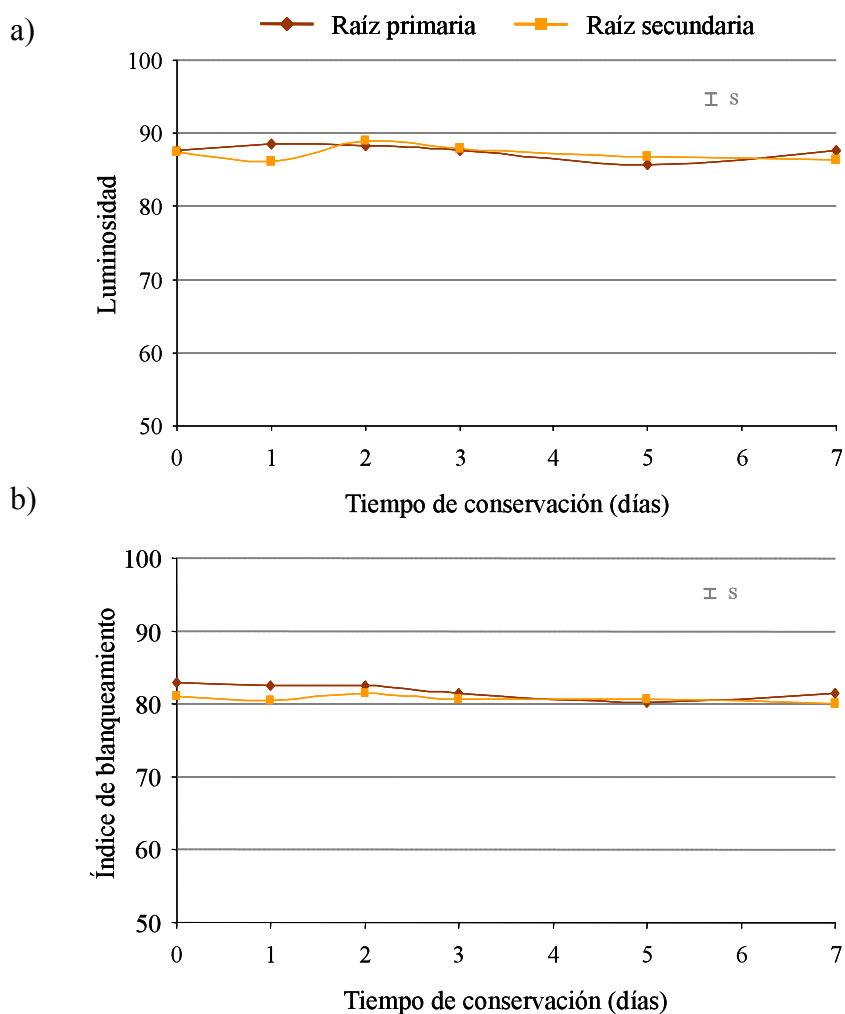 a)
Raíz primaria Raíz secundaria
100
90
80
70
60
50
Luminosidad
s
0 1 2 3 4 5 6 7
Tiempo de conservación (días)
b)
100
90
80
70
60
50
Índice de blanqueamiento
s
0 1 2 3 4 5 6 7
Tiempo de conservación (días)